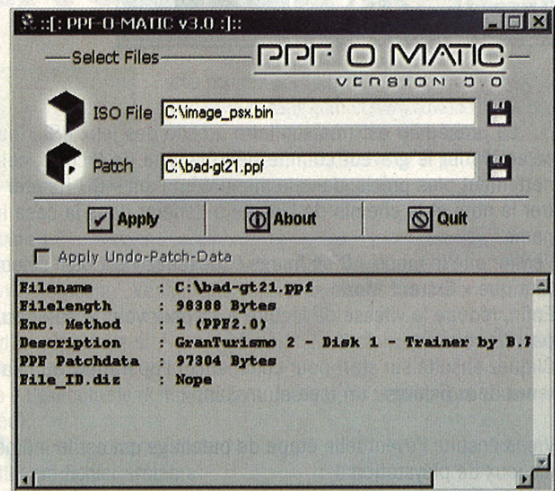 ::[: PPF-O-MATIC v3.0 :]::
Select Files
PPF O MATIC
VERSION 3.0
ISO File C:\image_psx.bin
Patch C:\bad-gt21.ppf
Apply About Quit
Apply Undo-Patch-Data
Filename : C:\bad-gt21.ppf
Filelength : 98388 Bytes
Enc. Method : 1 (PPF2.0)
Description : GranTurismo 2 - Disk 1 - Trainer by B.
PPF Patchdata : 97304 Bytes
File_ID.diz : Nope